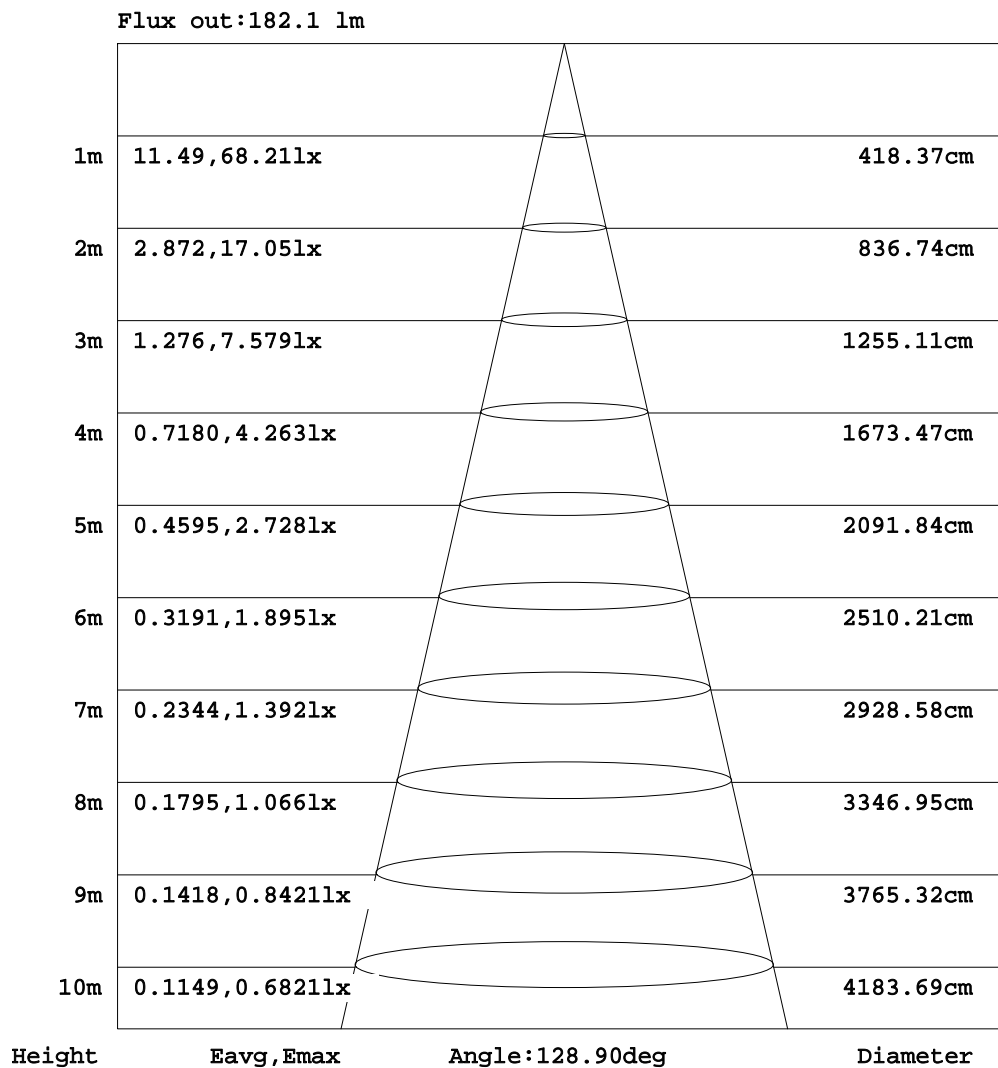 Flux out:182.1 lm
1m 11.49,68.21lx 418.37cm
2m 2.872,17.05lx 836.74cm
3m 1.276,7.579lx 1255.11cm
4m 0.7180,4.263lx 1673.47cm
5m 0.4595,2.728lx 2091.84cm
6m 0.3191,1.895lx 2510.21cm
7m 0.2344,1.392lx 2928.58cm
8m 0.1795,1.066lx 3346.95cm
9m 0.1418,0.8421lx 3765.32cm
10m 0.1149,0.6821lx 4183.69cm
Height Eavg,Emax Angle:128.90deg Diameter